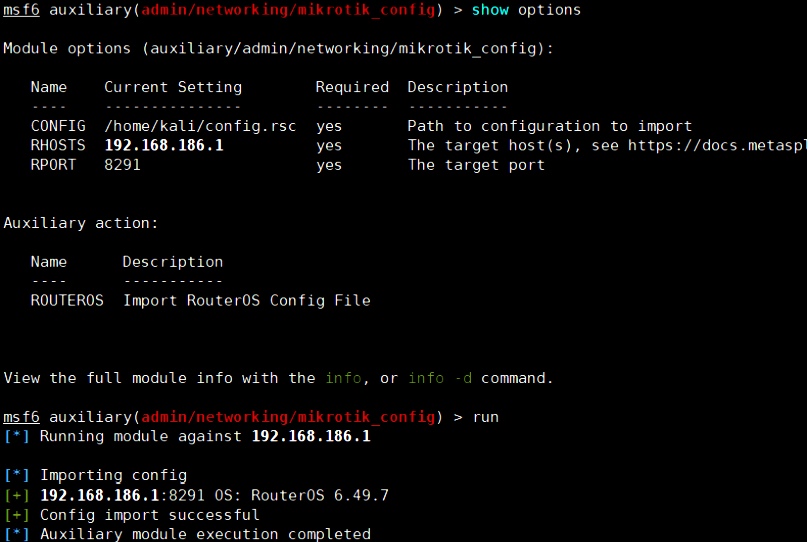 msf6 auxiliary(admin/networking/mikrotik_config) > show options
Module options (auxiliary/admin/networking/mikrotik_config):
Name Current Setting Required Description
---- --------------- -------- -----------
CONFIG /home/kali/config.rsc yes Path to configuration to import
RHOSTS 192.168.186.1 yes The target host(s), see https://docs.metaspl
RPORT 8291 yes The target port
Auxiliary action:
Name Description
---- -----------
ROUTEROS Import RouterOS Config File
View the full module info with the info, or info -d command.
msf6 auxiliary(admin/networking/mikrotik_config) > run
[*] Running module against 192.168.186.1
[*] Importing config
[+] 192.168.186.1:8291 OS: RouterOS 6.49.7
[+] Config import successful
[*] Auxiliary module execution completed